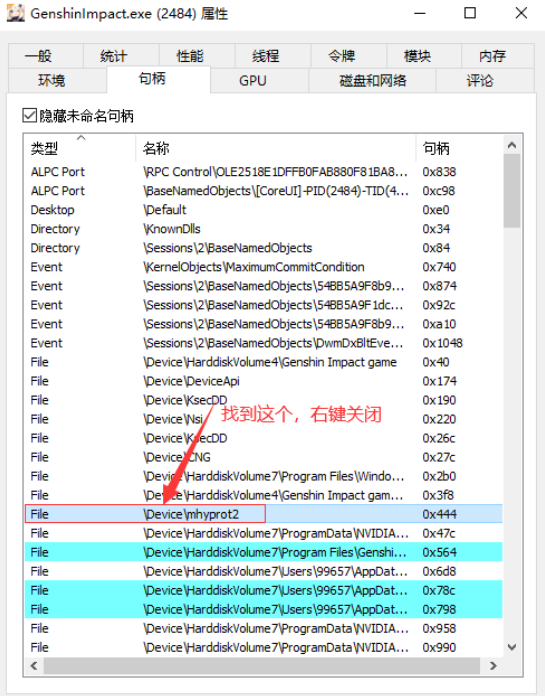 GenshinImpact.exe (2484) 属性
一般 统计 性能 线程 令牌 模块 内存
环境 句柄 GPU 磁盘和网络 评论
隐藏未命名句柄
类型 名称 句柄
ALPC Port \RPC Control\OLE2518E1DFFB0FAB880F81BA8... 0x838
ALPC Port \BaseNamedObjects\[CoreUI]-PID(2484)-TID(4... 0xc98
Desktop \Default 0xe0
Directory \KnownDlls 0x34
Directory \Sessions\2\BaseNamedObjects 0x84
Event \KernelObjects\MaximumCommitCondition 0x740
Event \Sessions\2\BaseNamedObjects\54BB5A9F8b9... 0x874
Event \Sessions\2\BaseNamedObjects\54BB5A9F1dc... 0x92c
Event \Sessions\2\BaseNamedObjects\54BB5A9F8b9... 0xa10
Event \Sessions\2\BaseNamedObjects\DwmDxBltEve... 0x1048
File \Device\HarddiskVolume4\Genshin Impact game 0x40
File \Device\DeviceApi 0x174
File \Device\KsecDD 0x190
找到这个，右键关闭
File \Device\Nsi 0x220
File \Device\KsecDD 0x26c
File \Device\CNG 0x27c
File \Device\HarddiskVolume7\Program Files\Windo... 0x2b0
File \Device\HarddiskVolume4\Genshin Impact gam... 0x3f8
File \Device\mhyprot2 0x444
File \Device\HarddiskVolume7\ProgramData\NVIDIA... 0x47c
File \Device\HarddiskVolume7\Program Files\Genshi... 0x564
File \Device\HarddiskVolume7\Users\99657\AppDat... 0x6d8
File \Device\HarddiskVolume7\Users\99657\AppDat... 0x78c
File \Device\HarddiskVolume7\Users\99657\AppDat... 0x798
File \Device\HarddiskVolume7\ProgramData\NVIDIA... 0x958
File \Device\HarddiskVolume7\ProgramData\NVIDIA... 0x990